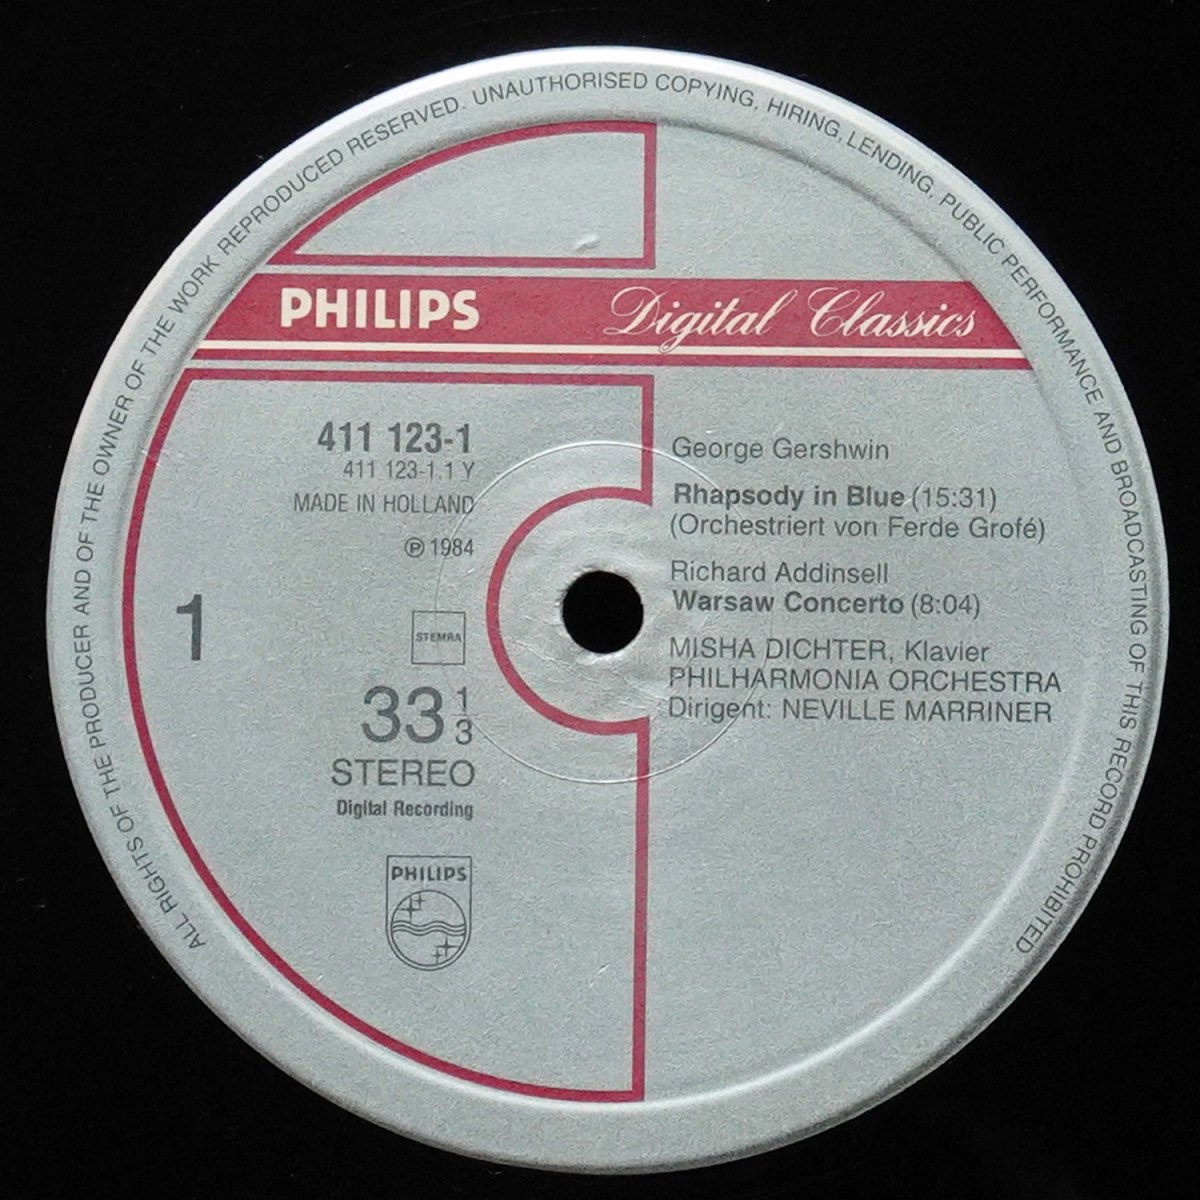 ALL RIGHTS OF THE PRODUCER AND OF THE OWNER OF THE WORK REPRODUCED RESERVED. UNAUTHORISED COPYING, HIRING, LENDING, PUBLIC PERFORMANCE AND BROADCASTING OF THIS RECORD PROHIBITED.
PHILIPS Digital Classics
411 123-1
411 123-1.1 Y
MADE IN HOLLAND
℗ 1984
1
STEMRA
33 1/3
STEREO
Digital Recording
PHILIPS
George Gershwin
Rhapsody in Blue (15:31)
(Orchestriert von Ferde Grofé)
Richard Addinsell
Warsaw Concerto (8:04)
MISHA DICHTER, Klavier
PHILHARMONIA ORCHESTRA
Dirigent: NEVILLE MARRINER